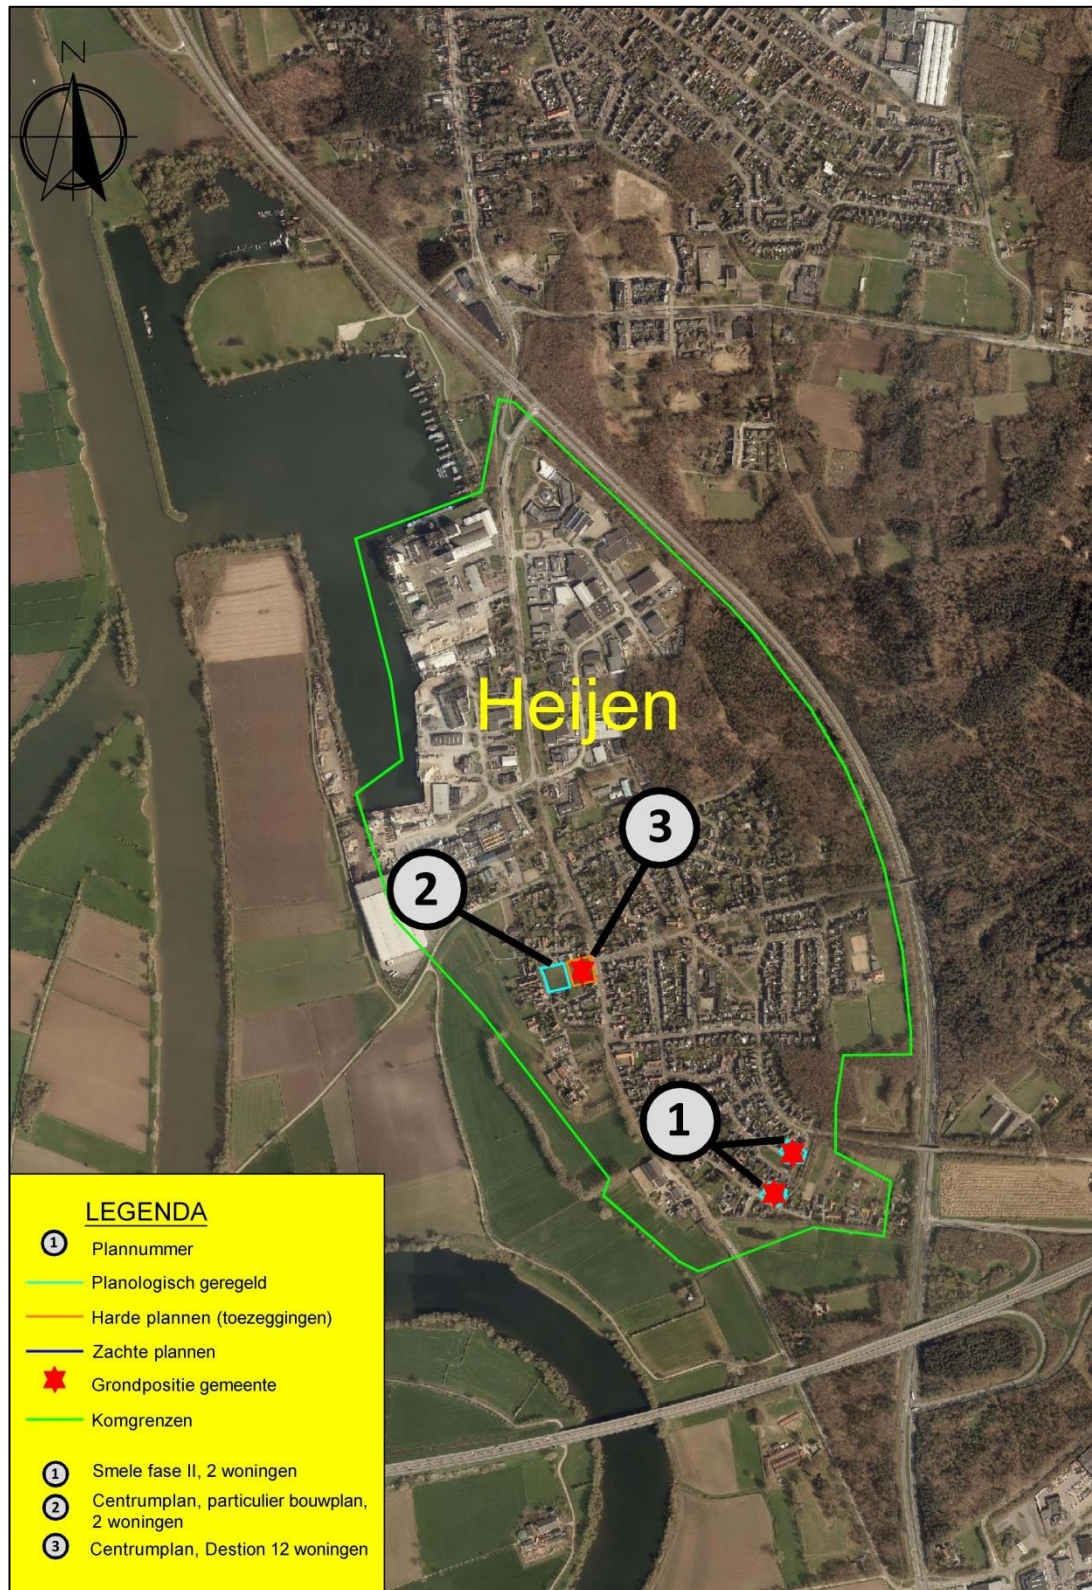 N
Heijen
3
2
1
LEGENDA
1 Plannummer
Planologisch geregeld
Harde plannen (toezeggingen)
Zachte plannen
Grondpositie gemeente
Komgrenzen
1 Smele fase II, 2 woningen
2 Centrumplan, particulier bouwplan,
2 woningen
3 Centrumplan, Destion 12 woningen